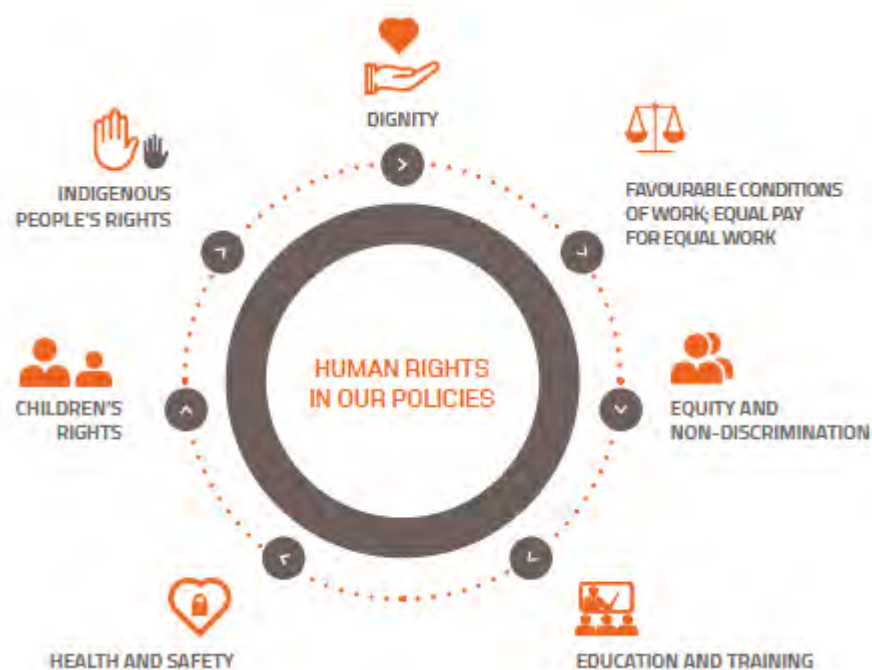 DIGNITY
FAVOURABLE CONDITIONS
OF WORK; EQUAL PAY
FOR EQUAL WORK
EQUITY AND
NON-DISCRIMINATION
EDUCATION AND TRAINING
HEALTH AND SAFETY
CHILDREN'S
RIGHTS
INDIGENOUS
PEOPLE'S RIGHTS
HUMAN RIGHTS
IN OUR POLICIES